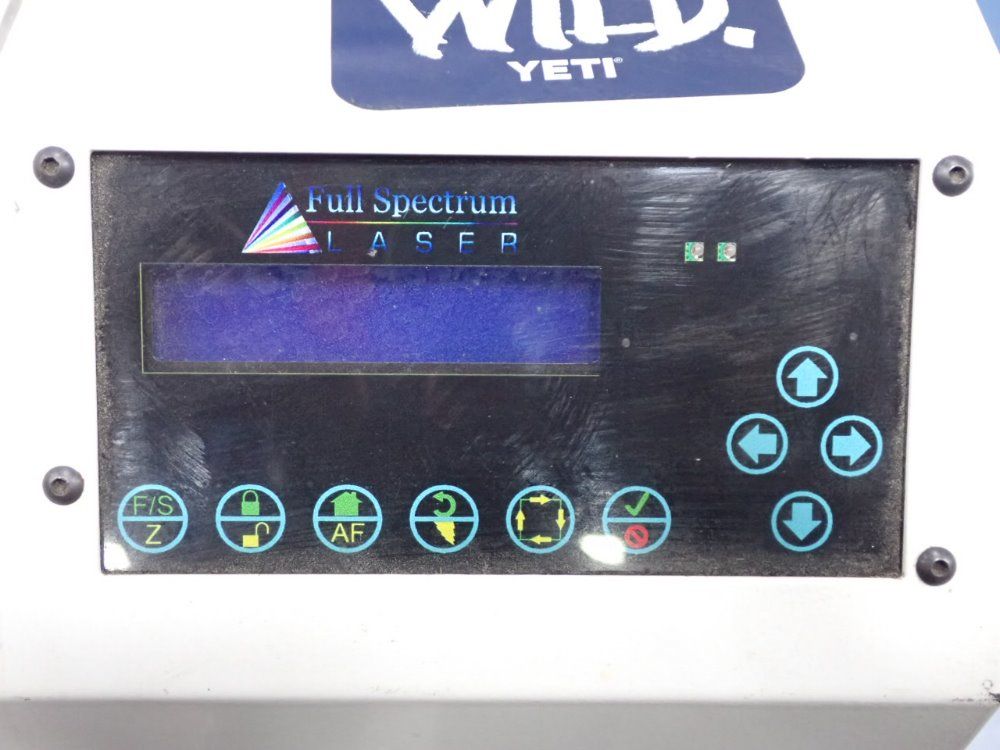 WILD.
YETI®
Full Spectrum
LASER
F/S
Z
AF